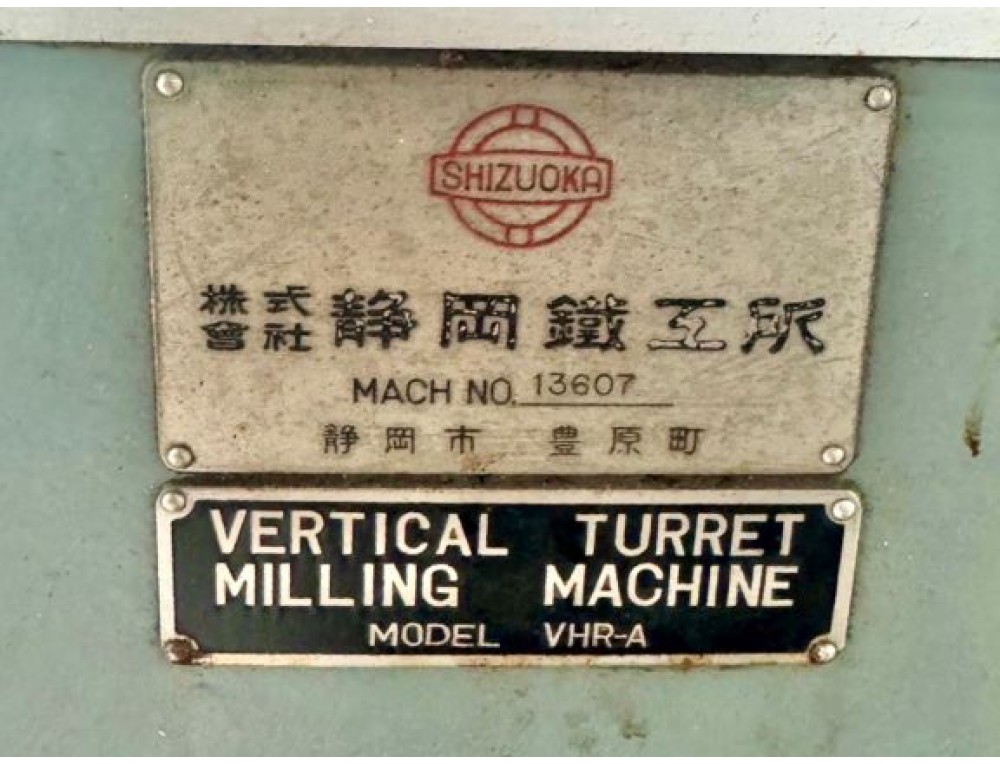 SHIZUOKA
株式會社 静岡鐵工所
MACH NO. 13607
静岡市 豊原町
VERTICAL TURRET
MILLING MACHINE
MODEL VHR-A